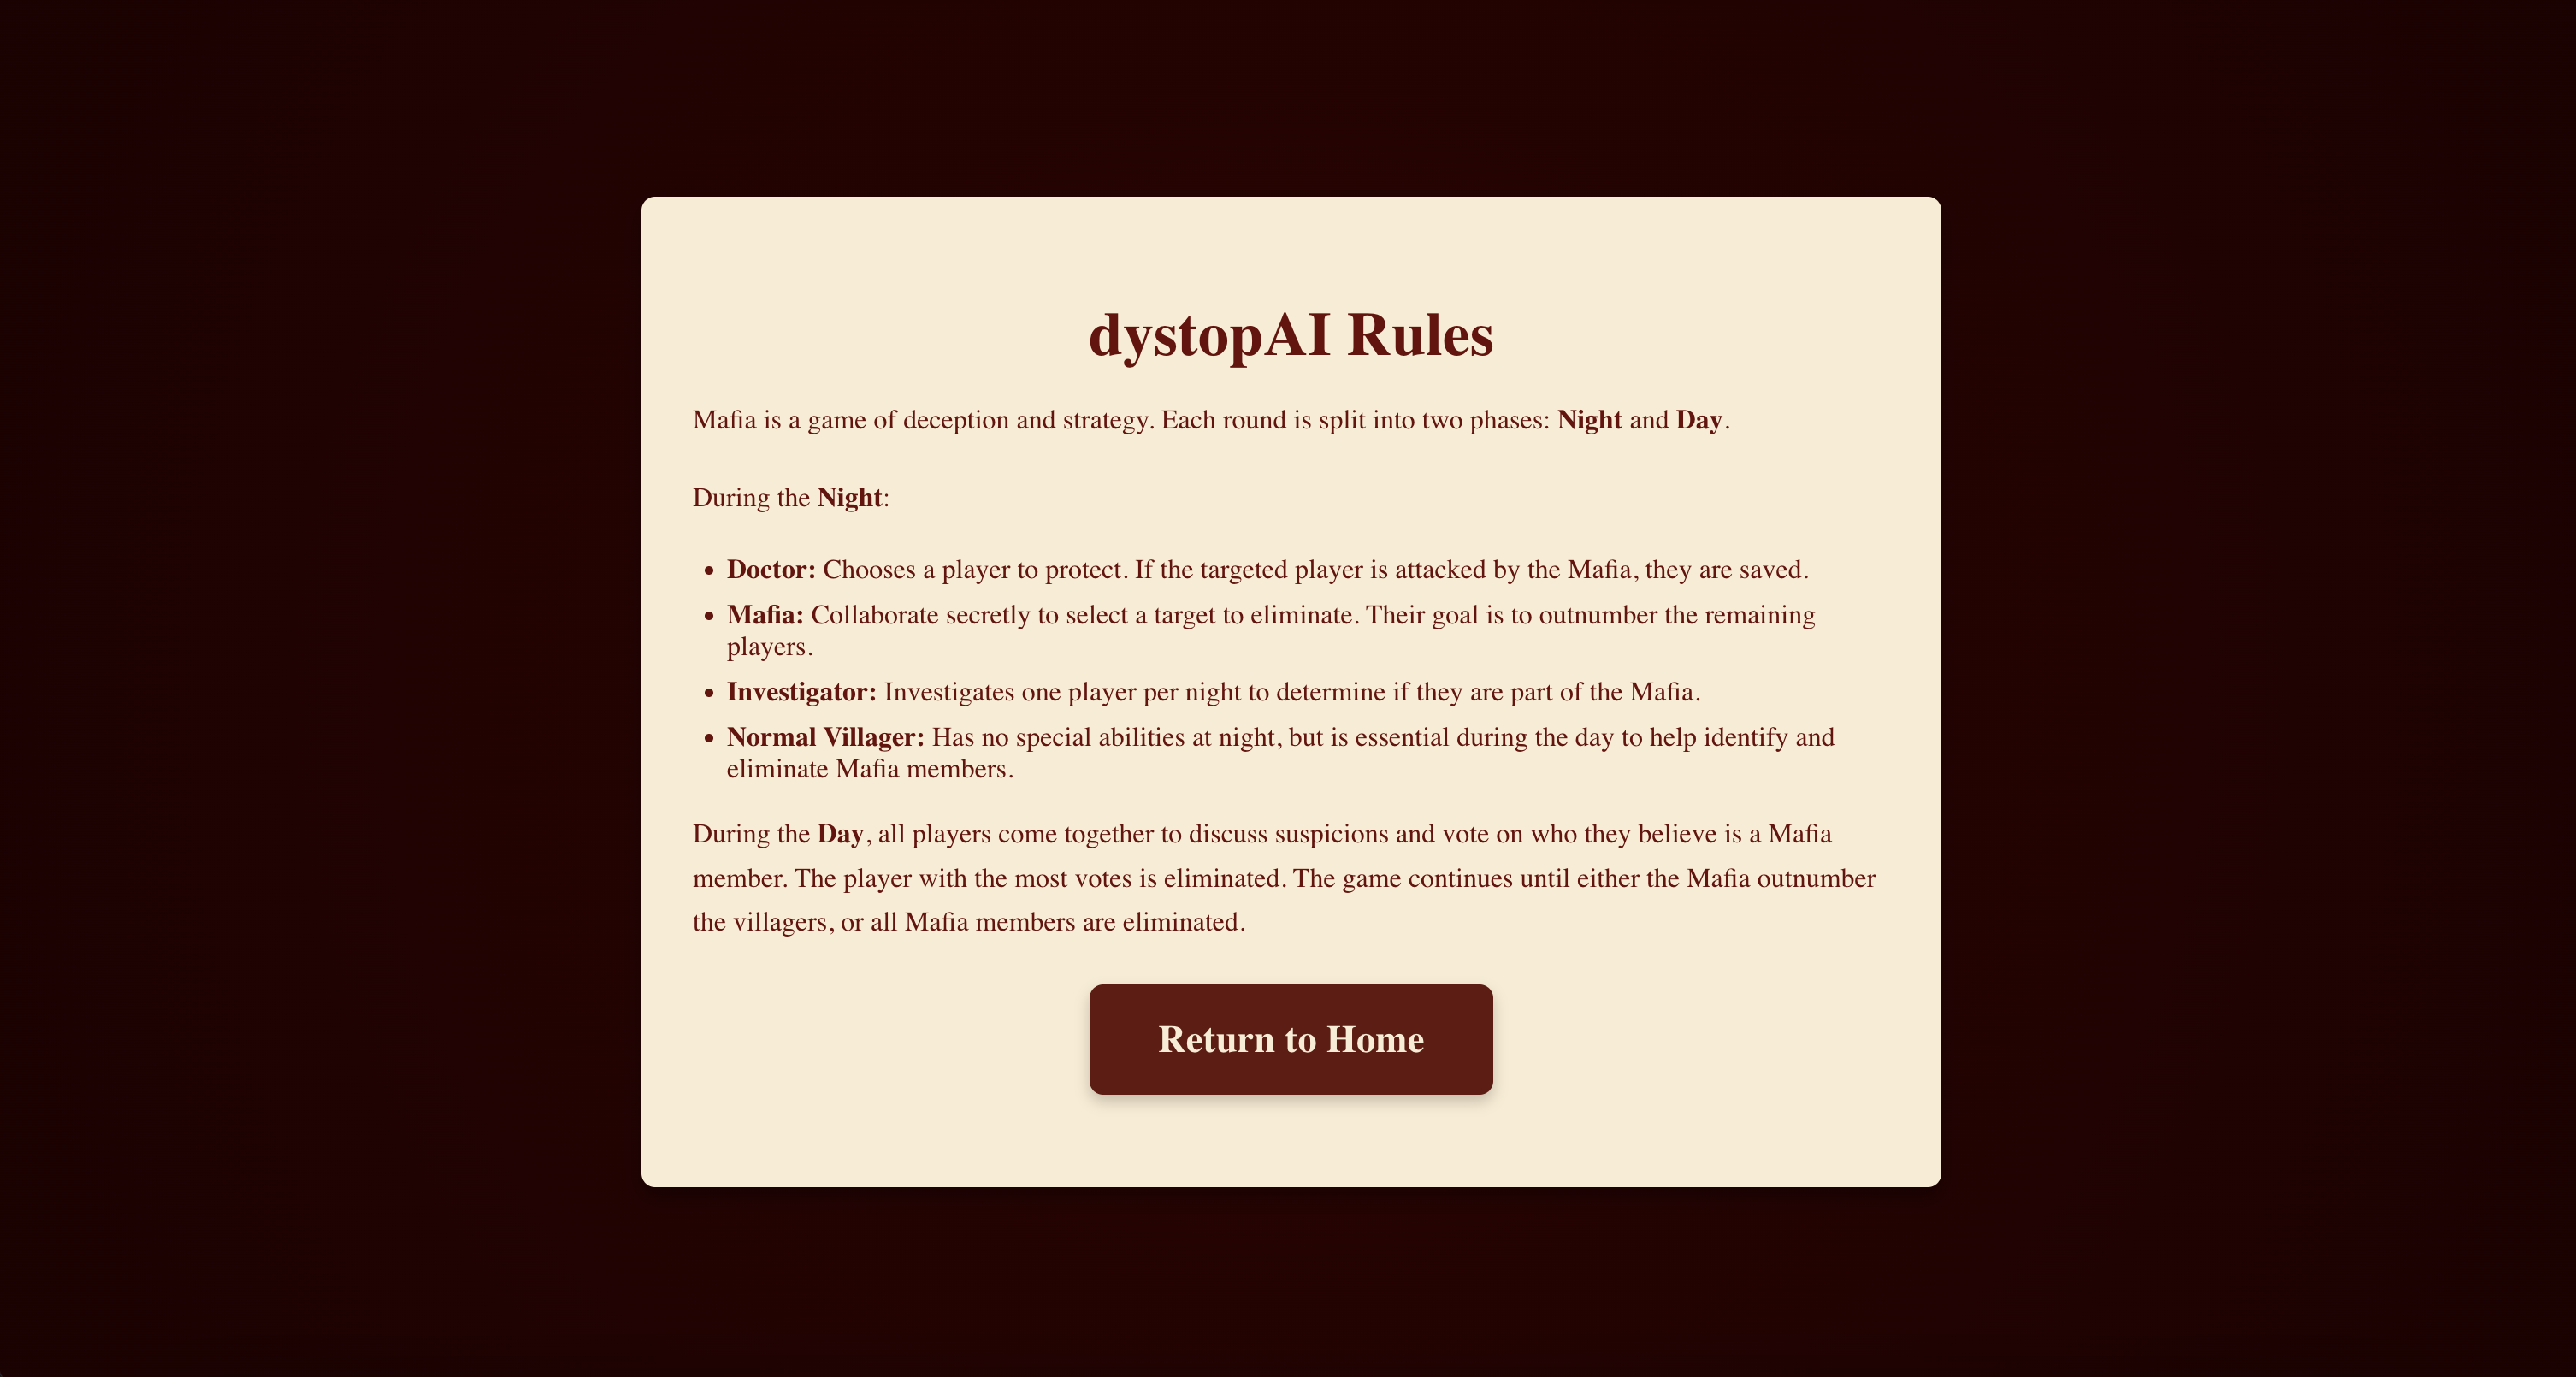 dystopAI Rules
Mafia is a game of deception and strategy. Each round is split into two phases: Night and Day.
During the Night:
• Doctor: Chooses a player to protect. If the targeted player is attacked by the Mafia, they are saved.
• Mafia: Collaborate secretly to select a target to eliminate. Their goal is to outnumber the remaining
players.
• Investigator: Investigates one player per night to determine if they are part of the Mafia.
• Normal Villager: Has no special abilities at night, but is essential during the day to help identify and
eliminate Mafia members.
During the Day, all players come together to discuss suspicions and vote on who they believe is a Mafia
member. The player with the most votes is eliminated. The game continues until either the Mafia outnumber
the villagers, or all Mafia members are eliminated.
Return to Home